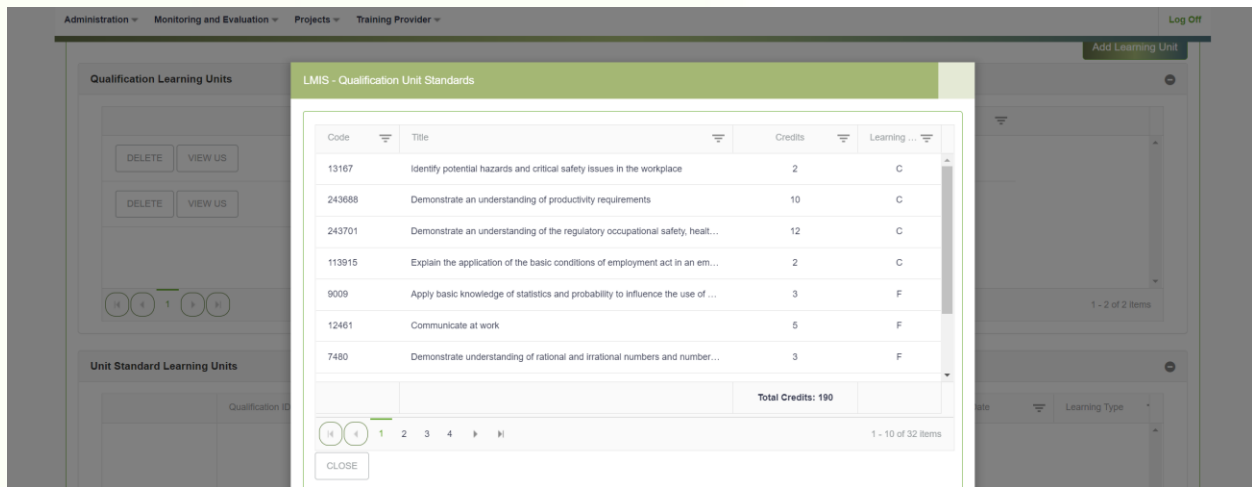 Administration Monitoring and Evaluation Projects Training Provider Log Off
Add Learning Unit
Qualification Learning Units
LMIS - Qualification Unit Standards
Code Title Credits Learning ...
DELETE VIEW US
13167 Identify potential hazards and critical safety issues in the workplace 2 C
DELETE VIEW US
243688 Demonstrate an understanding of productivity requirements 10 C
243701 Demonstrate an understanding of the regulatory occupational safety, healt... 12 C
113915 Explain the application of the basic conditions of employment act in an em... 2 C
9009 Apply basic knowledge of statistics and probability to influence the use of ... 3 F
1
1 - 2 of 2 items
12461 Communicate at work 5 F
7480 Demonstrate understanding of rational and irrational numbers and number... 3 F
Unit Standard Learning Units
Total Credits: 190
Qualification ID
Learning Type
1 2 3 4
1 - 10 of 32 items
CLOSE